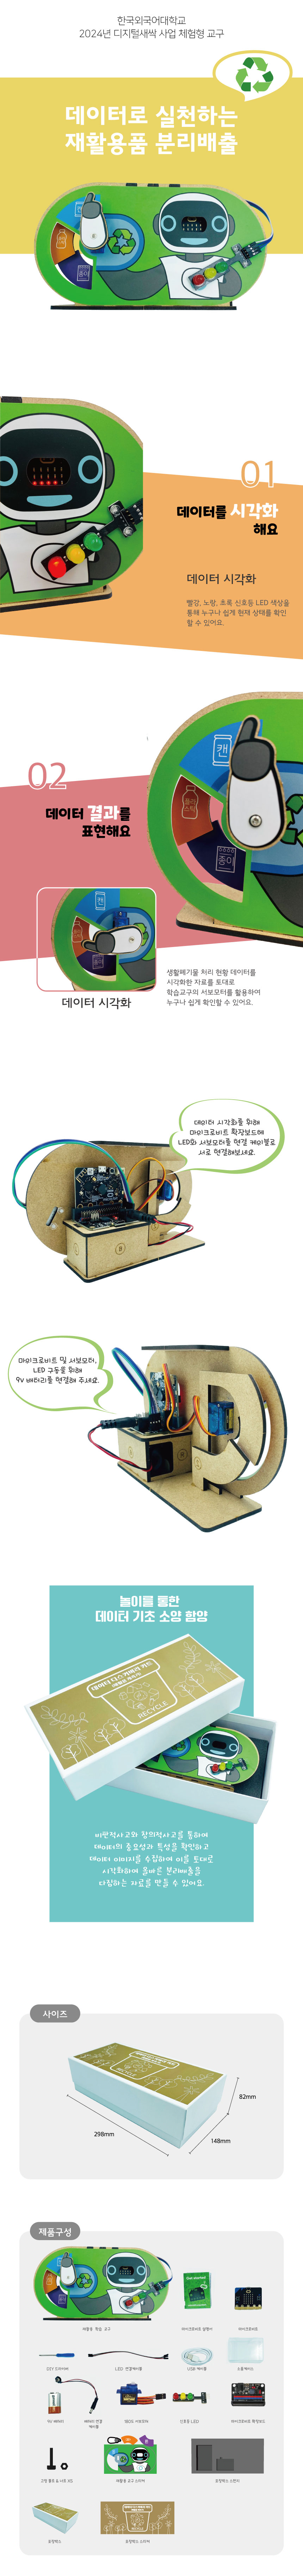 한국외국어대학교
2024년 디지털새싹 사업 체험형 교구
데이터로 실천하는
재활용품 분리배출
01
데이터를 시각화
해요
데이터 시각화
빨강, 노랑, 초록 신호등 LED 색상을
통해 누구나 쉽게 현재 상태를 확인
할 수 있어요.
02
데이터 결과를
표현해요
캔
종이
데이터 시각화
생활폐기물 처리 현황 데이터를
시각화한 자료를 토대로
학습교구의 서보모터를 활용하여
누구나 쉽게 확인할 수 있어요.
데이터 시각화를 위해
마이크로비트 확장보드에
LED와 서보모터를 연결 케이블로
서로 연결해보세요.
마이크로비트 및 서보모터,
LED 구동을 위해
9V 배터리를 연결해 주세요.
놀이를 통한
데이터 기초 소양 함양
데이터 디스커버리 키트
RECYCLE
비판적사고와 창의적사고를 통하여
데이터의 중요성과 특성을 확인하고
데이터 이미지를 수집하여 이를 토대로
시각화하여 올바른 분리배출을
다짐하는 자료를 만들 수 있어요.
사이즈
82mm
298mm
148mm
제품구성
재활용 학습 교구
마이크로비트 설명서
마이크로비트
DIY 드라이버
LED 연결케이블
USB 케이블
소품케이스
9V 배터리
배터리 연결
케이블
SG90 서보모터
신호등 LED
마이크로비트 확장보드
고정 볼트 & 너트 XS
재활용 교구 스티커
포장박스 스펀지
포장박스
포장박스 스티커